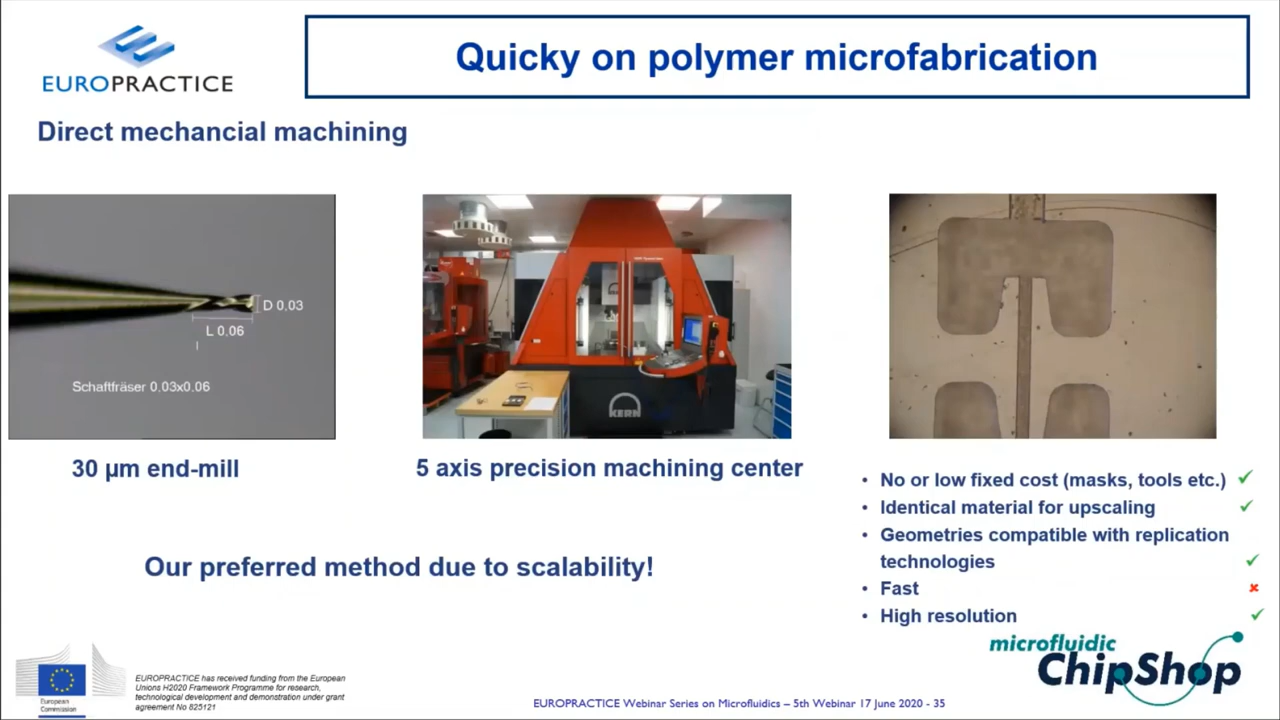 EUROPRACTICE
Quicky on polymer microfabrication
Direct mechancial machining
D 0,03
L 0,06
Schaftfräser 0.03x0.06
KERN
30 µm end-mill
5 axis precision machining center
• No or low fixed cost (masks, tools etc.) ✓
• Identical material for upscaling ✓
• Geometries compatible with replication
technologies ✓
• Fast ✘
• High resolution ✓
Our preferred method due to scalability!
microfluidic
ChipShop
European
Commission
EUROPRACTICE has received funding from the European
Unions H2020 Framework Programme for research,
technological development and demonstration under grant
agreement No 825121
EUROPRACTICE Webinar Series on Microfluidics – 5th Webinar 17 June 2020 - 35